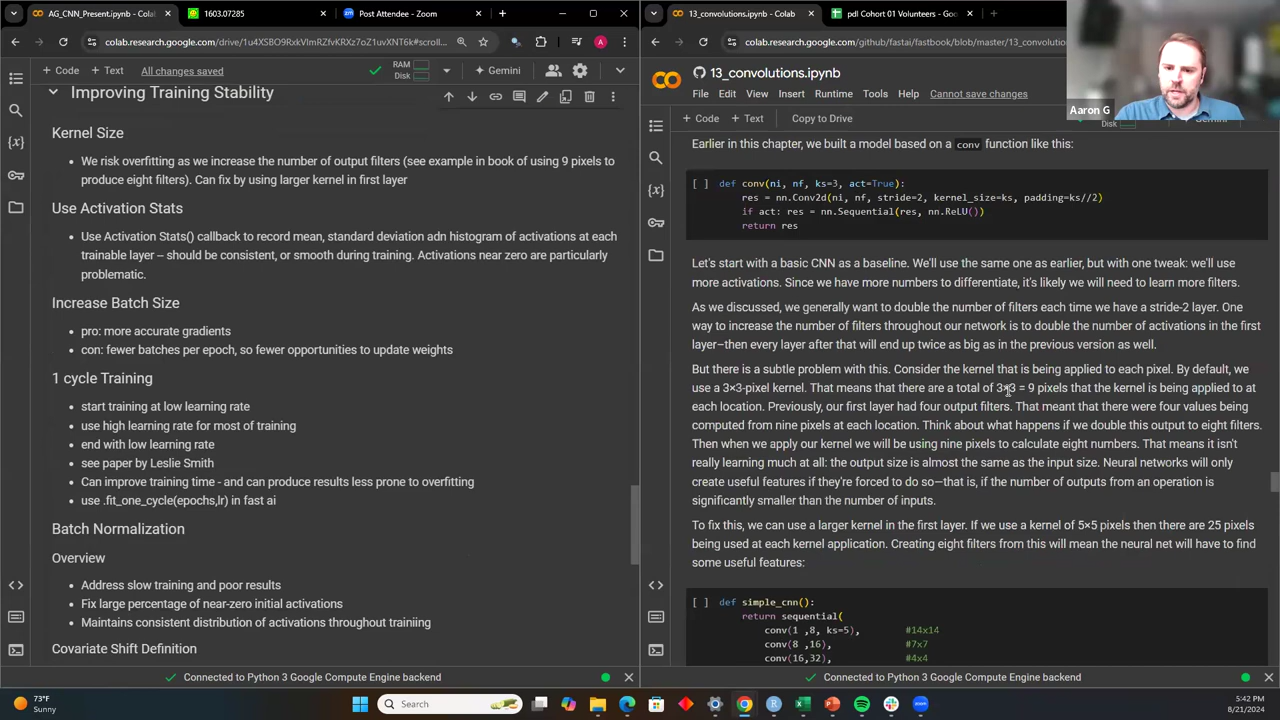 AG_CNN_Present.ipynb - Colab
1603.07285
Post Attendee - Zoom
colab.research.google.com/drive/1u4XSBO9RxkVlmRZfvKRXz7oZ1uvXNT6k#scroll...
A
+ Code + Text All changes saved
RAM
Disk
Gemini
Improving Training Stability
Kernel Size
• We risk overfitting as we increase the number of output filters (see example in book of using 9 pixels to
produce eight filters). Can fix by using larger kernel in first layer
Use Activation Stats
• Use Activation Stats() callback to record mean, standard deviation adn histogram of activations at each
trainable layer – should be consistent, or smooth during training. Activations near zero are particularly
problematic.
Increase Batch Size
• pro: more accurate gradients
• con: fewer batches per epoch, so fewer opportunities to update weights
1 cycle Training
• start training at low learning rate
• use high learning rate for most of training
• end with low learning rate
• see paper by Leslie Smith
• Can improve training time - and can produce results less prone to overfitting
• use .fit_one_cycle(epochs,lr) in fast ai
Batch Normalization
Overview
• Address slow training and poor results
• Fix large percentage of near-zero initial activations
• Maintains consistent distribution of activations throughout trainiing
Covariate Shift Definition
Connected to Python 3 Google Compute Engine backend
13_convolutions.ipynb - Colab
pdl Cohort 01 Volunteers - Goo
colab.research.google.com/github/fastai/fastbook/blob/master/13_convolution
13_convolutions.ipynb
File Edit View Insert Runtime Tools Help Cannot save changes
+ Code + Text Copy to Drive
Disk
Aaron G
Earlier in this chapter, we built a model based on a conv function like this:
[ ] def conv(ni, nf, ks=3, act=True):
res = nn.Conv2d(ni, nf, stride=2, kernel_size=ks, padding=ks//2)
if act: res = nn.Sequential(res, nn.ReLU())
return res
Let's start with a basic CNN as a baseline. We'll use the same one as earlier, but with one tweak: we'll use
more activations. Since we have more numbers to differentiate, it's likely we will need to learn more filters.
As we discussed, we generally want to double the number of filters each time we have a stride-2 layer. One
way to increase the number of filters throughout our network is to double the number of activations in the first
layer–then every layer after that will end up twice as big as in the previous version as well.
But there is a subtle problem with this. Consider the kernel that is being applied to each pixel. By default, we
use a 3×3-pixel kernel. That means that there are a total of 3×3 = 9 pixels that the kernel is being applied to at
each location. Previously, our first layer had four output filters. That meant that there were four values being
computed from nine pixels at each location. Think about what happens if we double this output to eight filters.
Then when we apply our kernel we will be using nine pixels to calculate eight numbers. That means it isn't
really learning much at all: the output size is almost the same as the input size. Neural networks will only
create useful features if they're forced to do so—that is, if the number of outputs from an operation is
significantly smaller than the number of inputs.
To fix this, we can use a larger kernel in the first layer. If we use a kernel of 5×5 pixels then there are 25 pixels
being used at each kernel application. Creating eight filters from this will mean the neural net will have to find
some useful features:
[ ] def simple_cnn():
return sequential(
conv(1 ,8, ks=5), #14x14
conv(8 ,16), #7x7
conv(16,32), #4x4
Connected to Python 3 Google Compute Engine backend
73°F
Sunny
Search
5:42 PM
8/21/2024